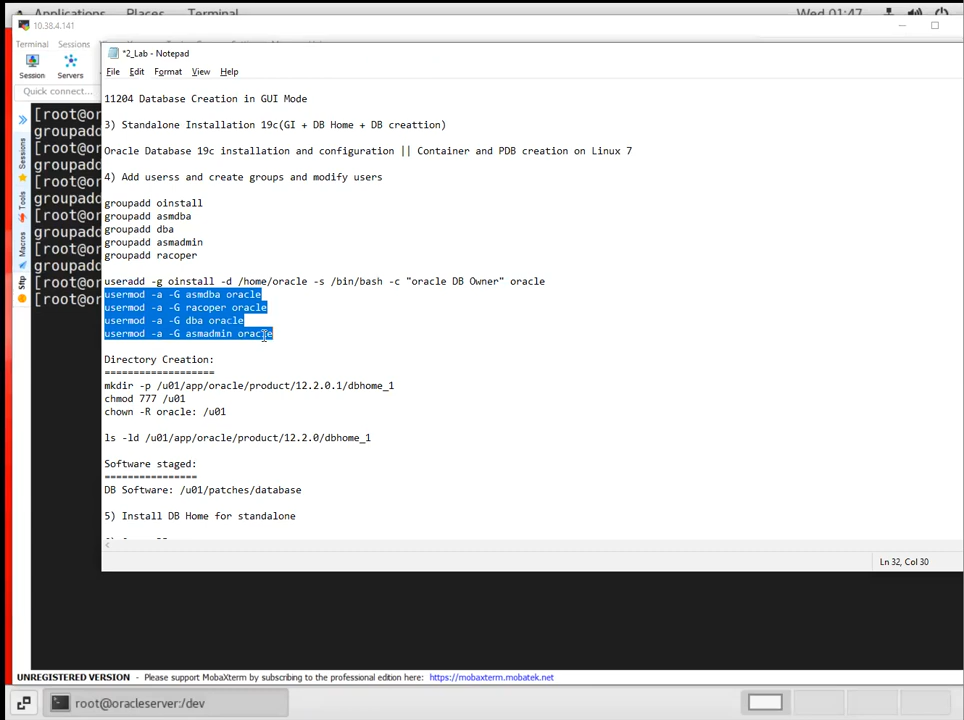 Applications Places Terminal Wed 01:47
10.38.4.141
Terminal Sessions
*2_Lab - Notepad
Session Servers
File Edit Format View Help
Quick connect...
11204 Database Creation in GUI Mode
3) Standalone Installation 19c(GI + DB Home + DB creattion)
Oracle Database 19c installation and configuration || Container and PDB creation on Linux 7
4) Add userss and create groups and modify users
groupadd oinstall
groupadd asmdba
groupadd dba
groupadd asmadmin
groupadd racoper
useradd -g oinstall -d /home/oracle -s /bin/bash -c "oracle DB Owner" oracle
usermod -a -G asmdba oracle
usermod -a -G racoper oracle
usermod -a -G dba oracle
usermod -a -G asmadmin oracle
Directory Creation:
===================
mkdir -p /u01/app/oracle/product/12.2.0.1/dbhome_1
chmod 777 /u01
chown -R oracle: /u01
ls -ld /u01/app/oracle/product/12.2.0/dbhome_1
Software staged:
================
DB Software: /u01/patches/database
5) Install DB Home for standalone
Ln 32, Col 30
[root@or
groupadd
[root@or
groupadd
[root@or
groupadd
[root@or
groupadd
[root@or
groupadd
[root@or
Sessions
Tools
Macros
Sftp
UNREGISTERED VERSION - Please support MobaXterm by subscribing to the professional edition here: https://mobaxterm.mobatek.net
root@oracleserver:/dev